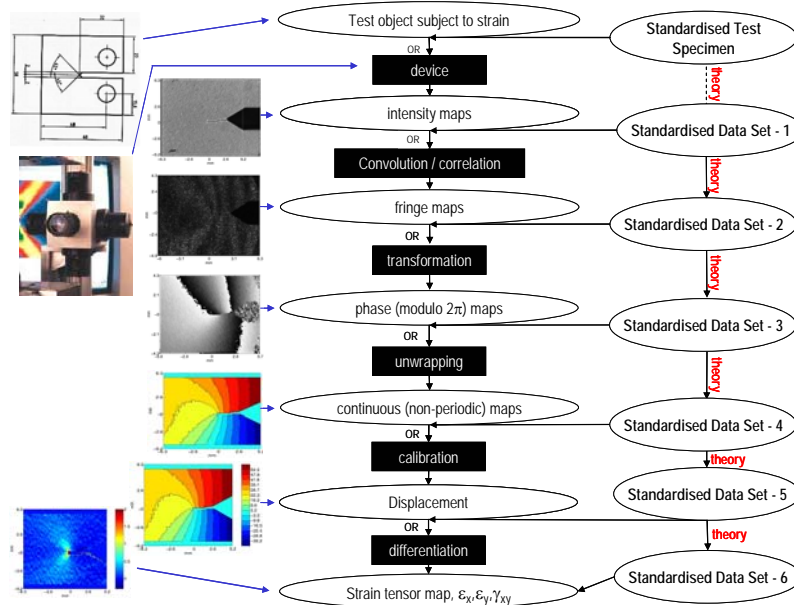 Test object subject to strain
Standardised Test
Specimen
OR
device
theory
intensity maps
OR
Standardised Data Set - 1
Convolution / correlation
theory
fringe maps
OR
Standardised Data Set - 2
transformation
theory
phase (modulo 2π) maps
OR
Standardised Data Set - 3
unwrapping
theory
continuous (non-periodic) maps
OR
Standardised Data Set - 4
calibration
theory
Displacement
Standardised Data Set - 5
OR
theory
differentiation
Standardised Data Set - 6
Strain tensor map, εx,εy,γxy